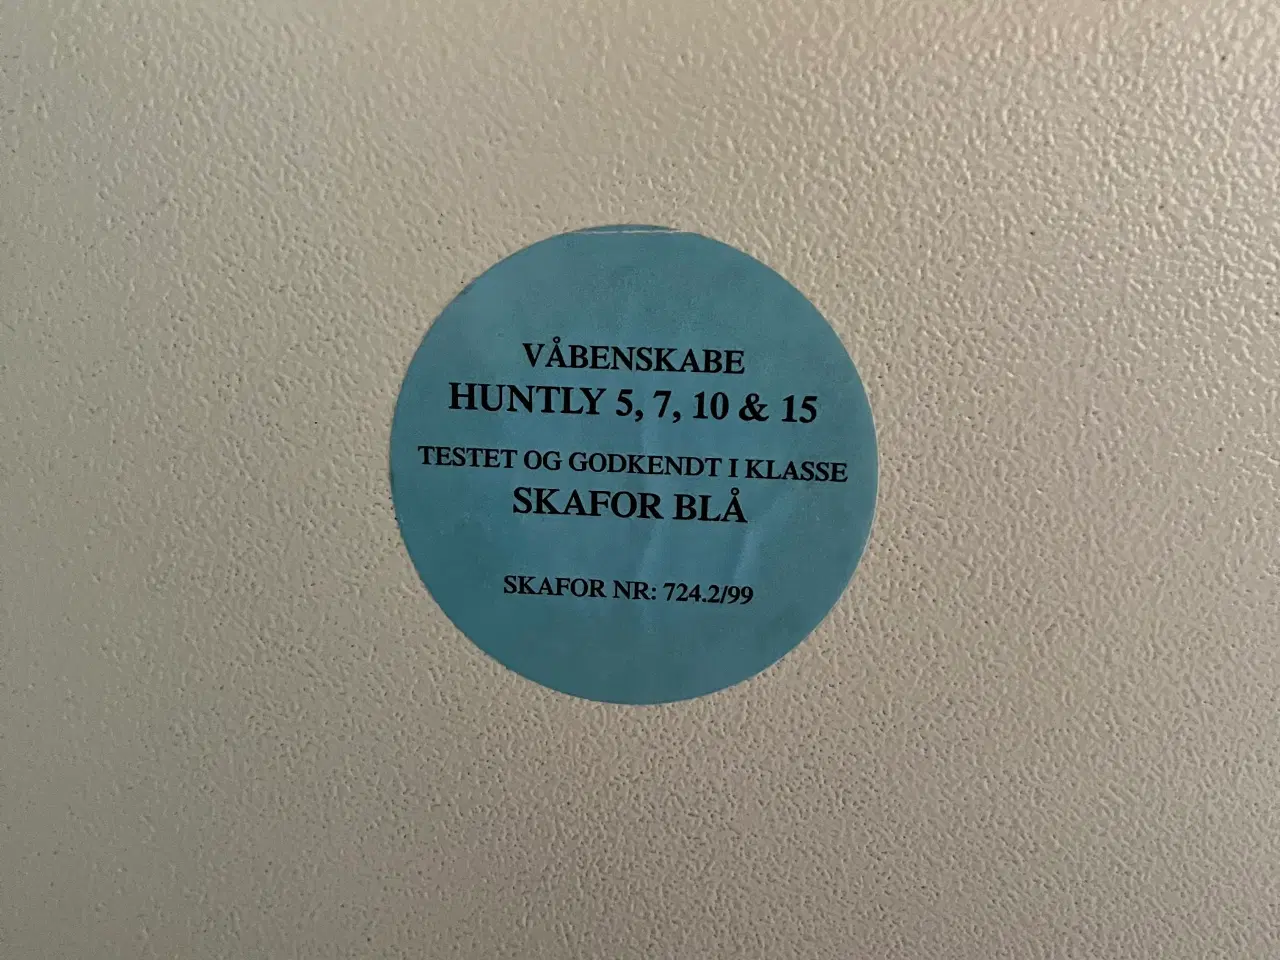 VÅBENSKABE
HUNTLY 5, 7, 10 & 15
TESTET OG GODKENDT I KLASSE
SKAFOR BLÅ
SKAFOR NR: 724.2/99